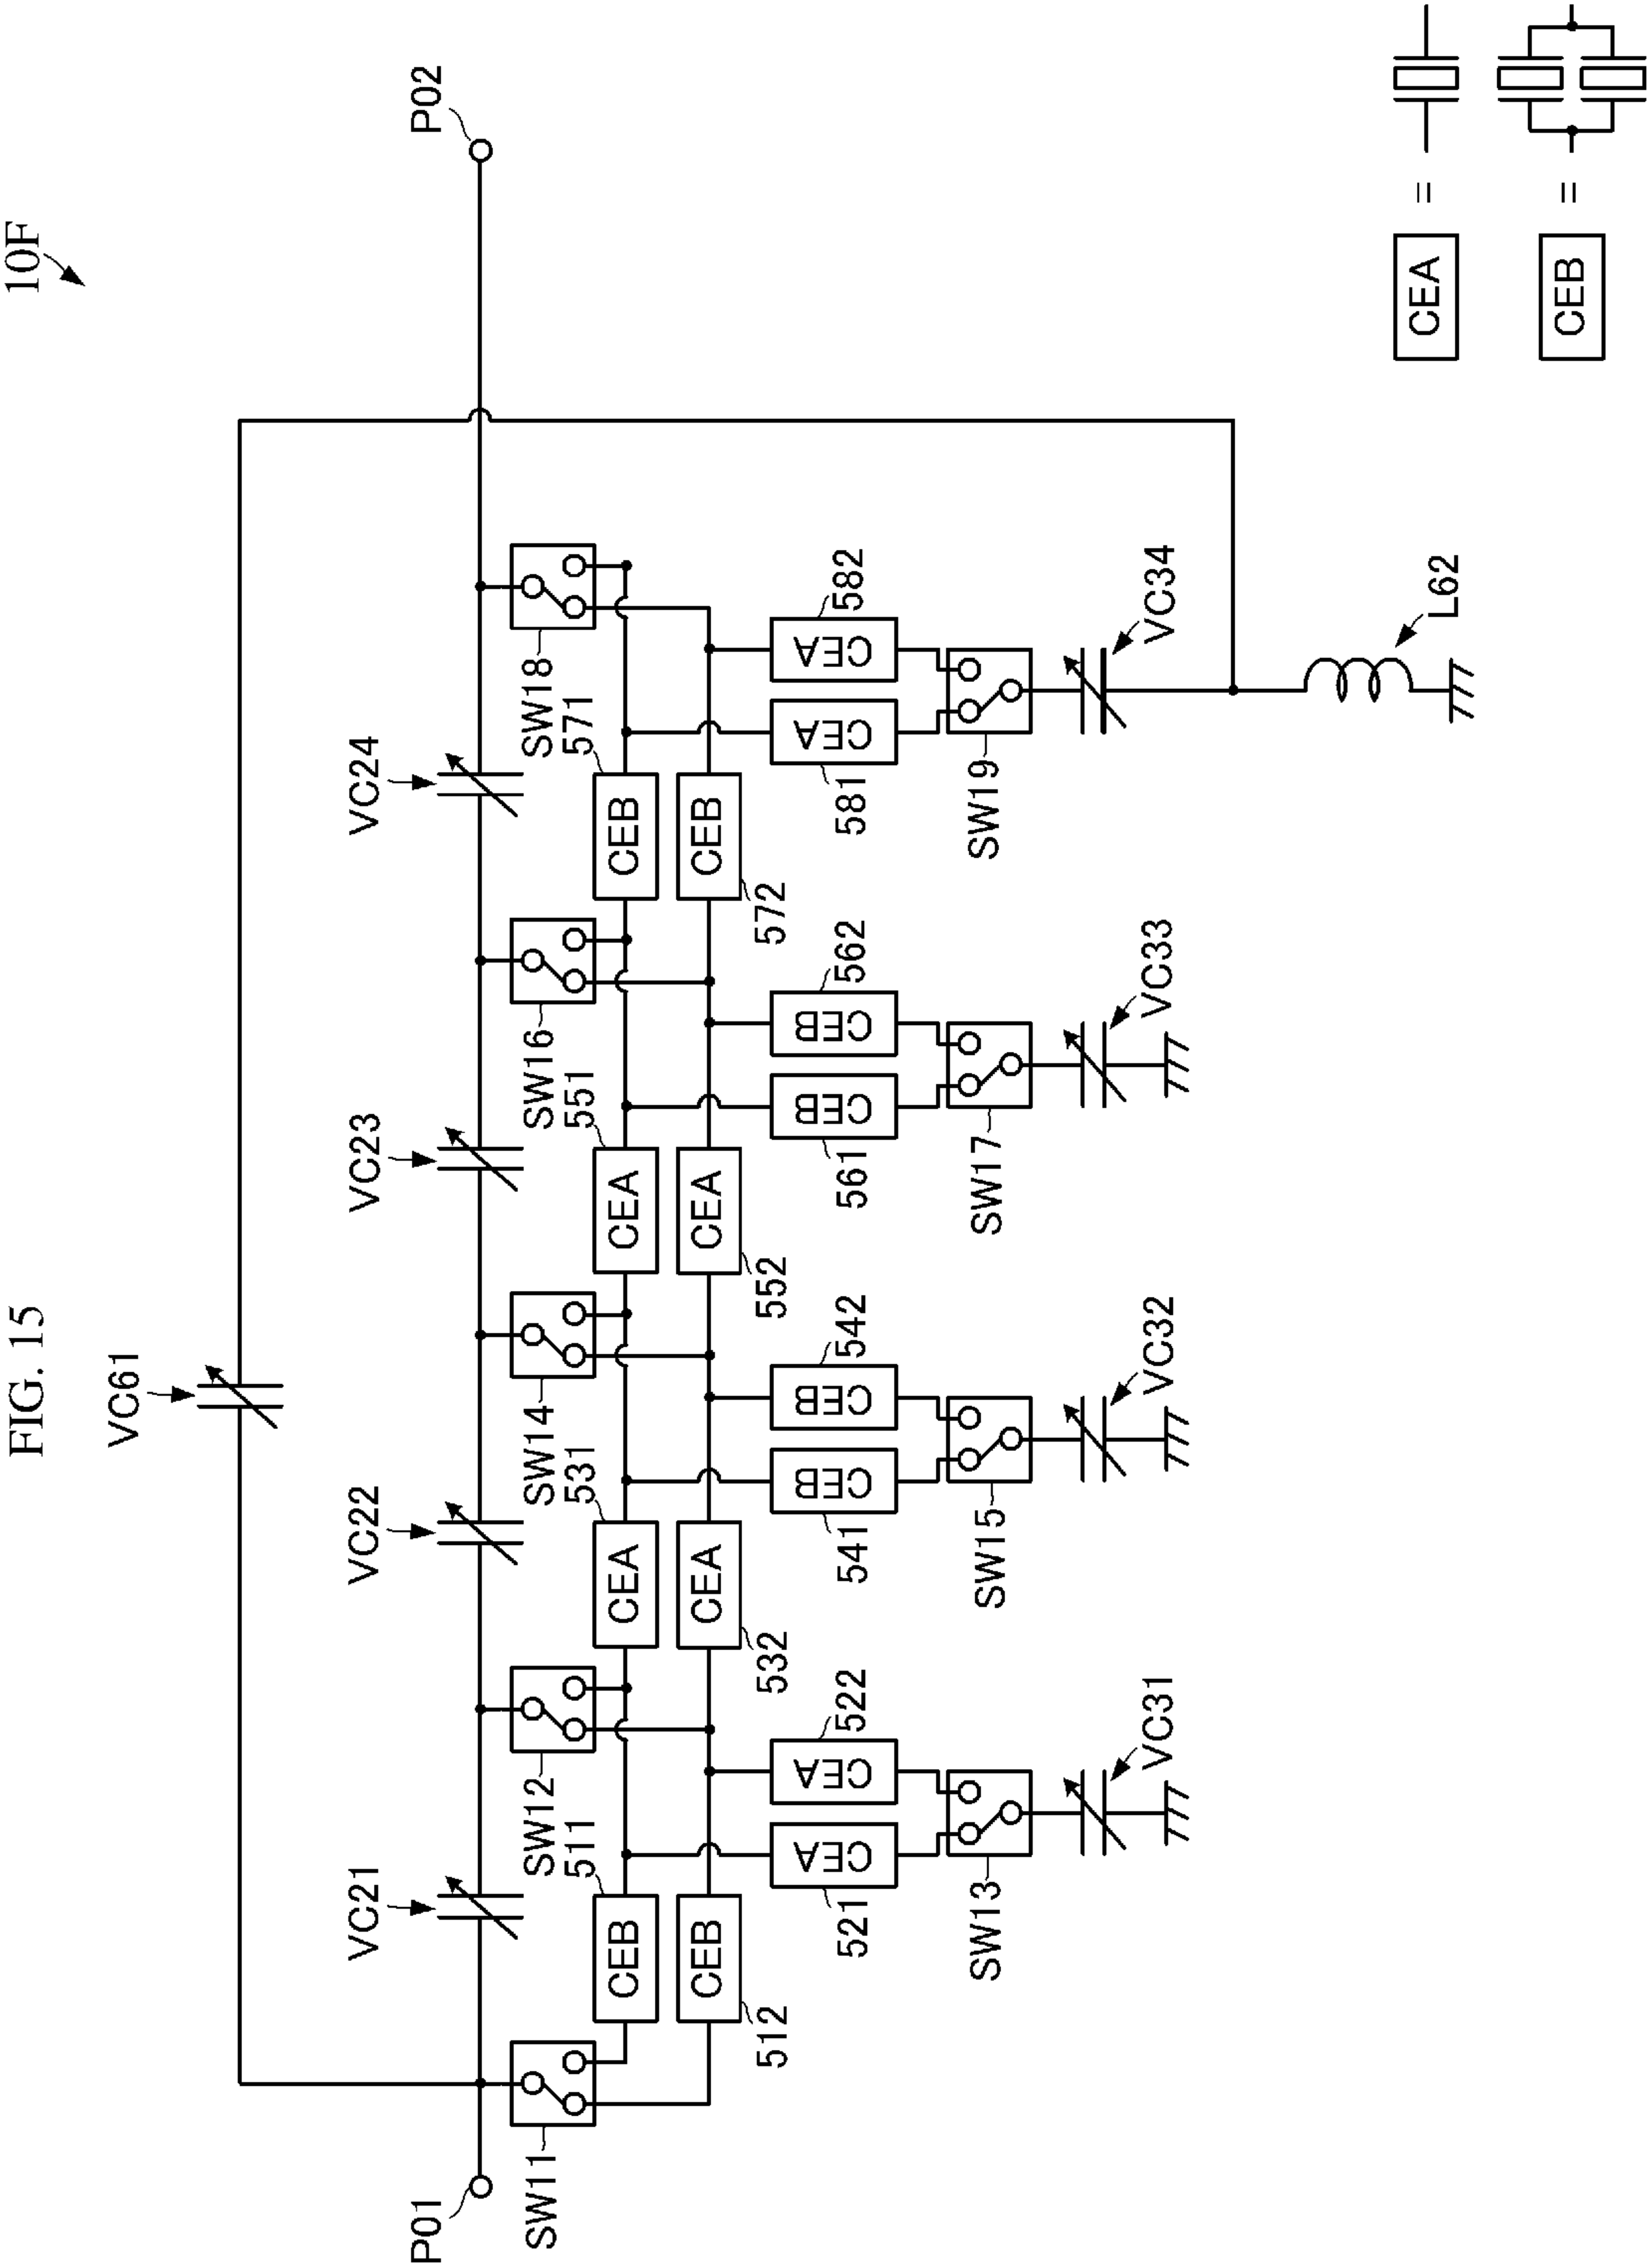 FIG. 15
10F
VC61
P01
VC21
VC22
VC23
VC24
P02
SW11
SW12
SW14
SW16
SW18
511
531
551
571
CEB
CEA
CEA
CEB
CEB
CEA
CEA
CEB
512
532
552
572
521
CEA
CEA
522
541
CEB
CEB
542
561
CEB
CEB
562
581
CEA
CEA
582
SW13
SW15
SW17
SW19
VC31
VC32
VC33
VC34
L62
CEA =
CEB =